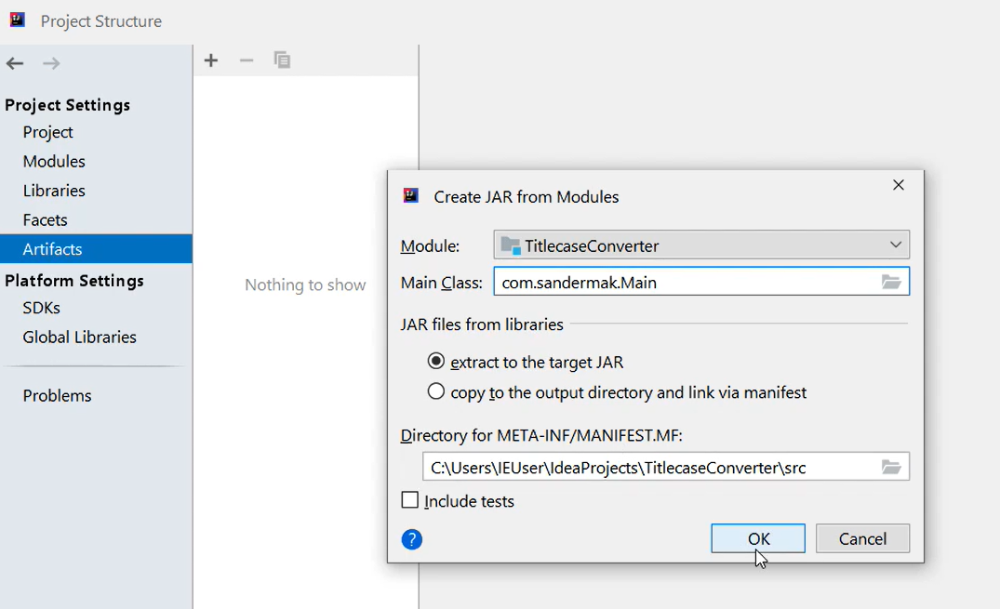 Project Structure
Project Settings
Project
Modules
Libraries
Facets
Artifacts
Platform Settings
SDKs
Global Libraries
Problems
Nothing to show
Create JAR from Modules
Module: TitlecaseConverter
Main Class: com.sandermak.Main
JAR files from libraries
extract to the target JAR
copy to the output directory and link via manifest
Directory for META-INF/MANIFEST.MF:
C:\Users\IEUser\IdeaProjects\TitlecaseConverter\src
Include tests
? OK Cancel